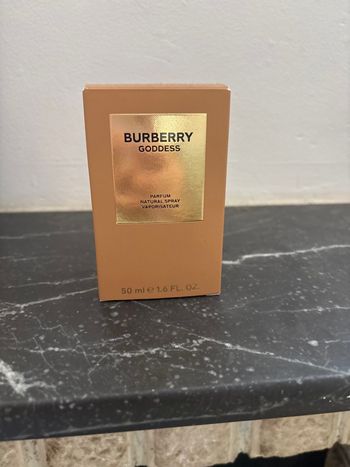 BURBERRY
GODDESS
PARFUM
NATURAL SPRAY
VAPORISATEUR
50 ml ℮ 1.6 FL. OZ.